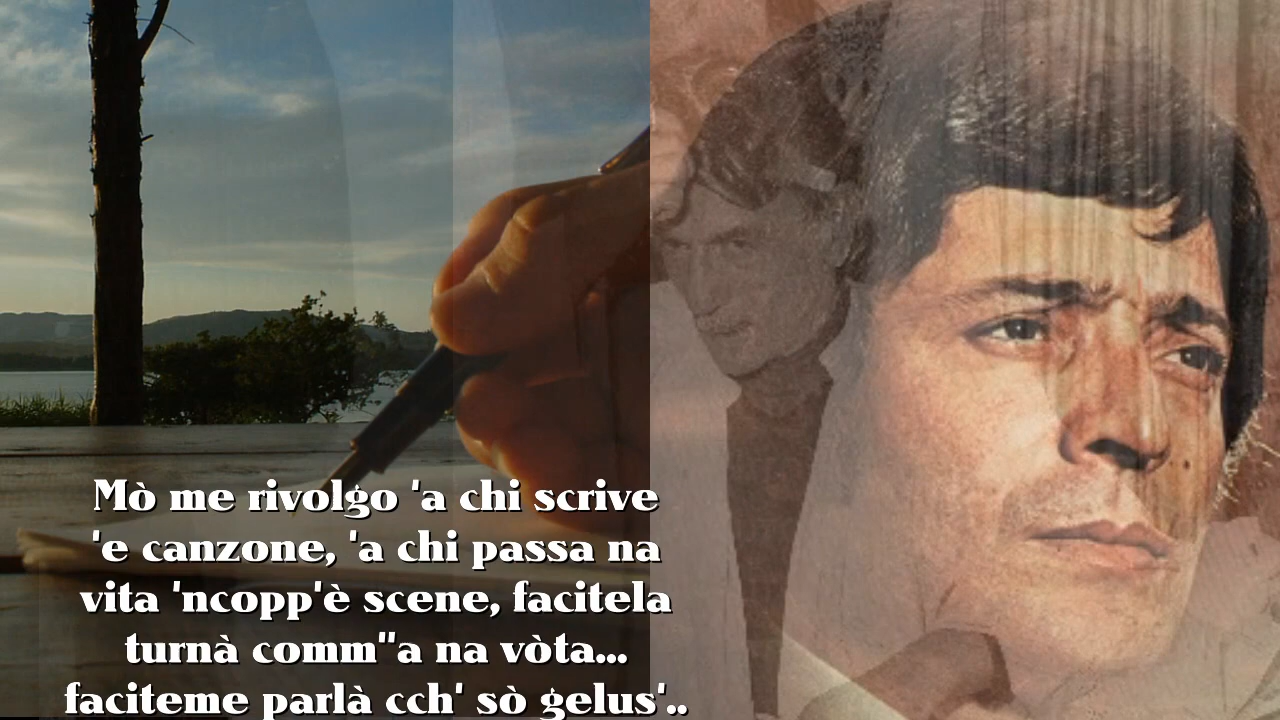 Mò me rivolgo 'a chi scrive
'e canzone, 'a chi passa na
vita 'ncopp'è scene, facitela
turnà comm''a na vòta...
faciteme parlà cch' sò gelus'..